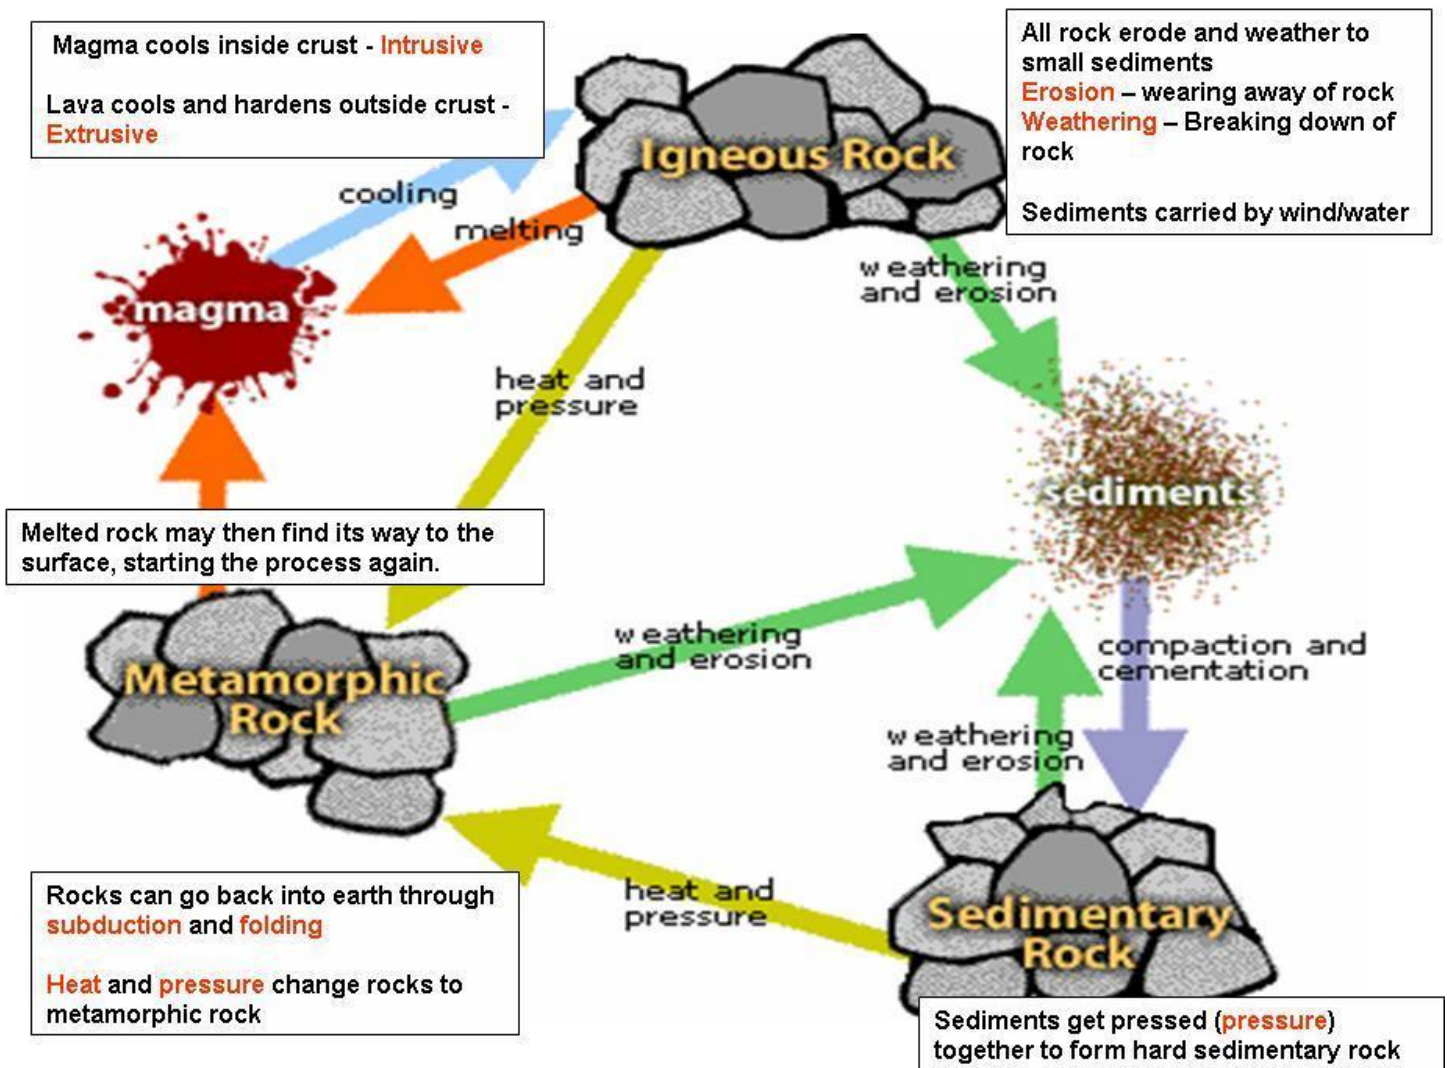 Magma cools inside crust - Intrusive
Lava cools and hardens outside crust -
Extrusive
All rock erode and weather to
small sediments
Erosion – wearing away of rock
Weathering – Breaking down of
rock
Sediments carried by wind/water
Igneous Rock
cooling
melting
magma
weathering
and erosion
heat and
pressure
sediments
Melted rock may then find its way to the
surface, starting the process again.
weathering
and erosion
compaction and
cementation
Metamorphic
Rock
weathering
and erosion
heat and
pressure
Sedimentary
Rock
Rocks can go back into earth through
subduction and folding
Heat and pressure change rocks to
metamorphic rock
Sediments get pressed (pressure)
together to form hard sedimentary rock